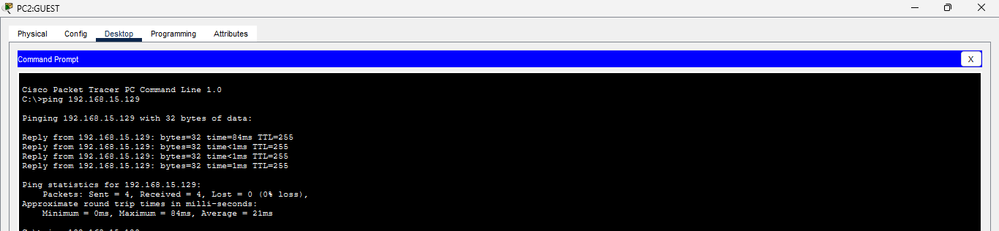 PC2:GUEST
Physical Config Desktop Programming Attributes
Command Prompt
X
Cisco Packet Tracer PC Command Line 1.0
C:\>ping 192.168.15.129
Pinging 192.168.15.129 with 32 bytes of data:
Reply from 192.168.15.129: bytes=32 time=84ms TTL=255
Reply from 192.168.15.129: bytes=32 time<1ms TTL=255
Reply from 192.168.15.129: bytes=32 time<1ms TTL=255
Reply from 192.168.15.129: bytes=32 time=1ms TTL=255
Ping statistics for 192.168.15.129:
Packets: Sent = 4, Received = 4, Lost = 0 (0% loss),
Approximate round trip times in milli-seconds:
Minimum = 0ms, Maximum = 84ms, Average = 21ms